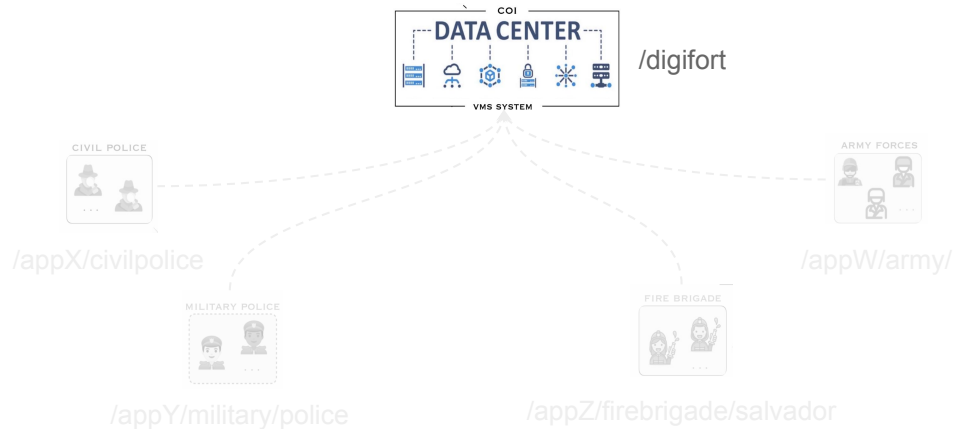 COI
DATA CENTER
VMS SYSTEM
/digifort
CIVIL POLICE
. . .
/appX/civilpolice
ARMY FORCES
. . .
/appW/army/
MILITARY POLICE
. . .
/appY/military/police
FIRE BRIGADE
. . .
/appZ/firebrigade/salvador